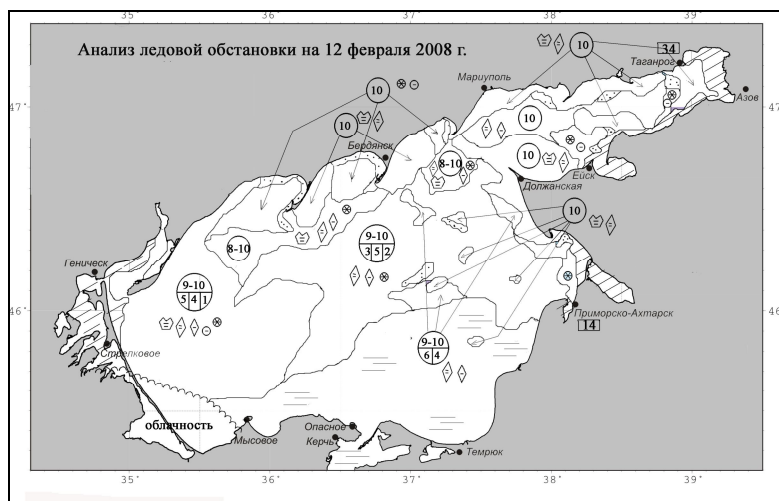 35° 36° 37° 38° 39°
Анализ ледовой обстановки на 12 февраля 2008 г.
10
34
Таганрог
Мариуполь
Азов
47°
47°
10
10
10
Бердянск
10
8-10
Ейск
Должанская
10
9-10
3 5 2
8-10
Геническ
9-10
5 4 1
46°
46°
Приморско-Ахтарск
14
9-10
6 4
Стрелковое
облачность
Мысовое
Опасное
Керчь
Темрюк
35° 36° 37° 38° 39°